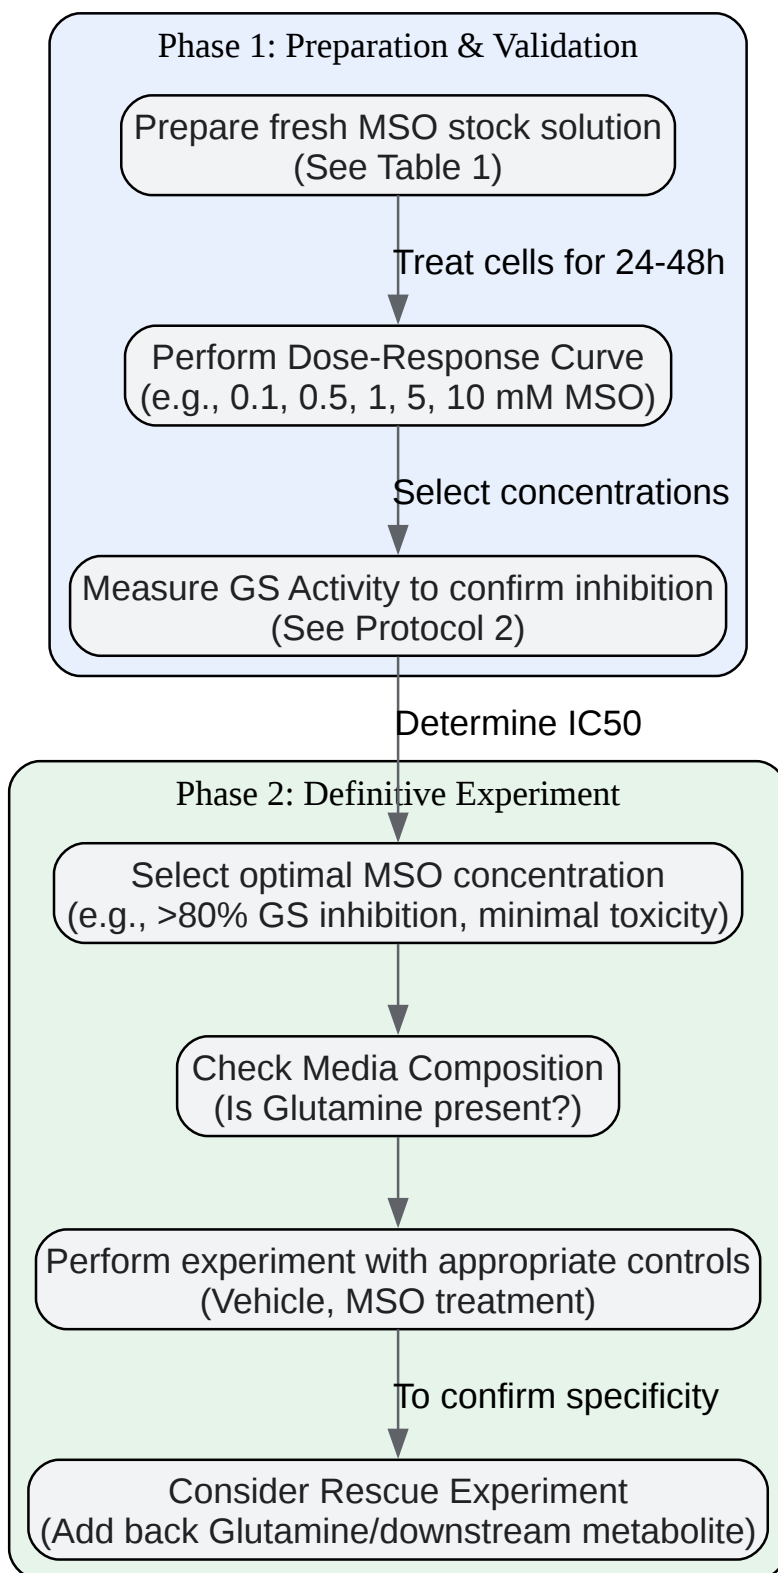 Phase 1: Preparation & Validation
Prepare fresh MSO stock solution
(See Table 1)
Treat cells for 24-48h
Perform Dose-Response Curve
(e.g., 0.1, 0.5, 1, 5, 10 mM MSO)
Select concentrations
Measure GS Activity to confirm inhibition
(See Protocol 2)
Determine IC50
Phase 2: Definitive Experiment
Select optimal MSO concentration
(e.g., >80% GS inhibition, minimal toxicity)
Check Media Composition
(Is Glutamine present?)
Perform experiment with appropriate controls
(Vehicle, MSO treatment)
To confirm specificity
Consider Rescue Experiment
(Add back Glutamine/downstream metabolite)